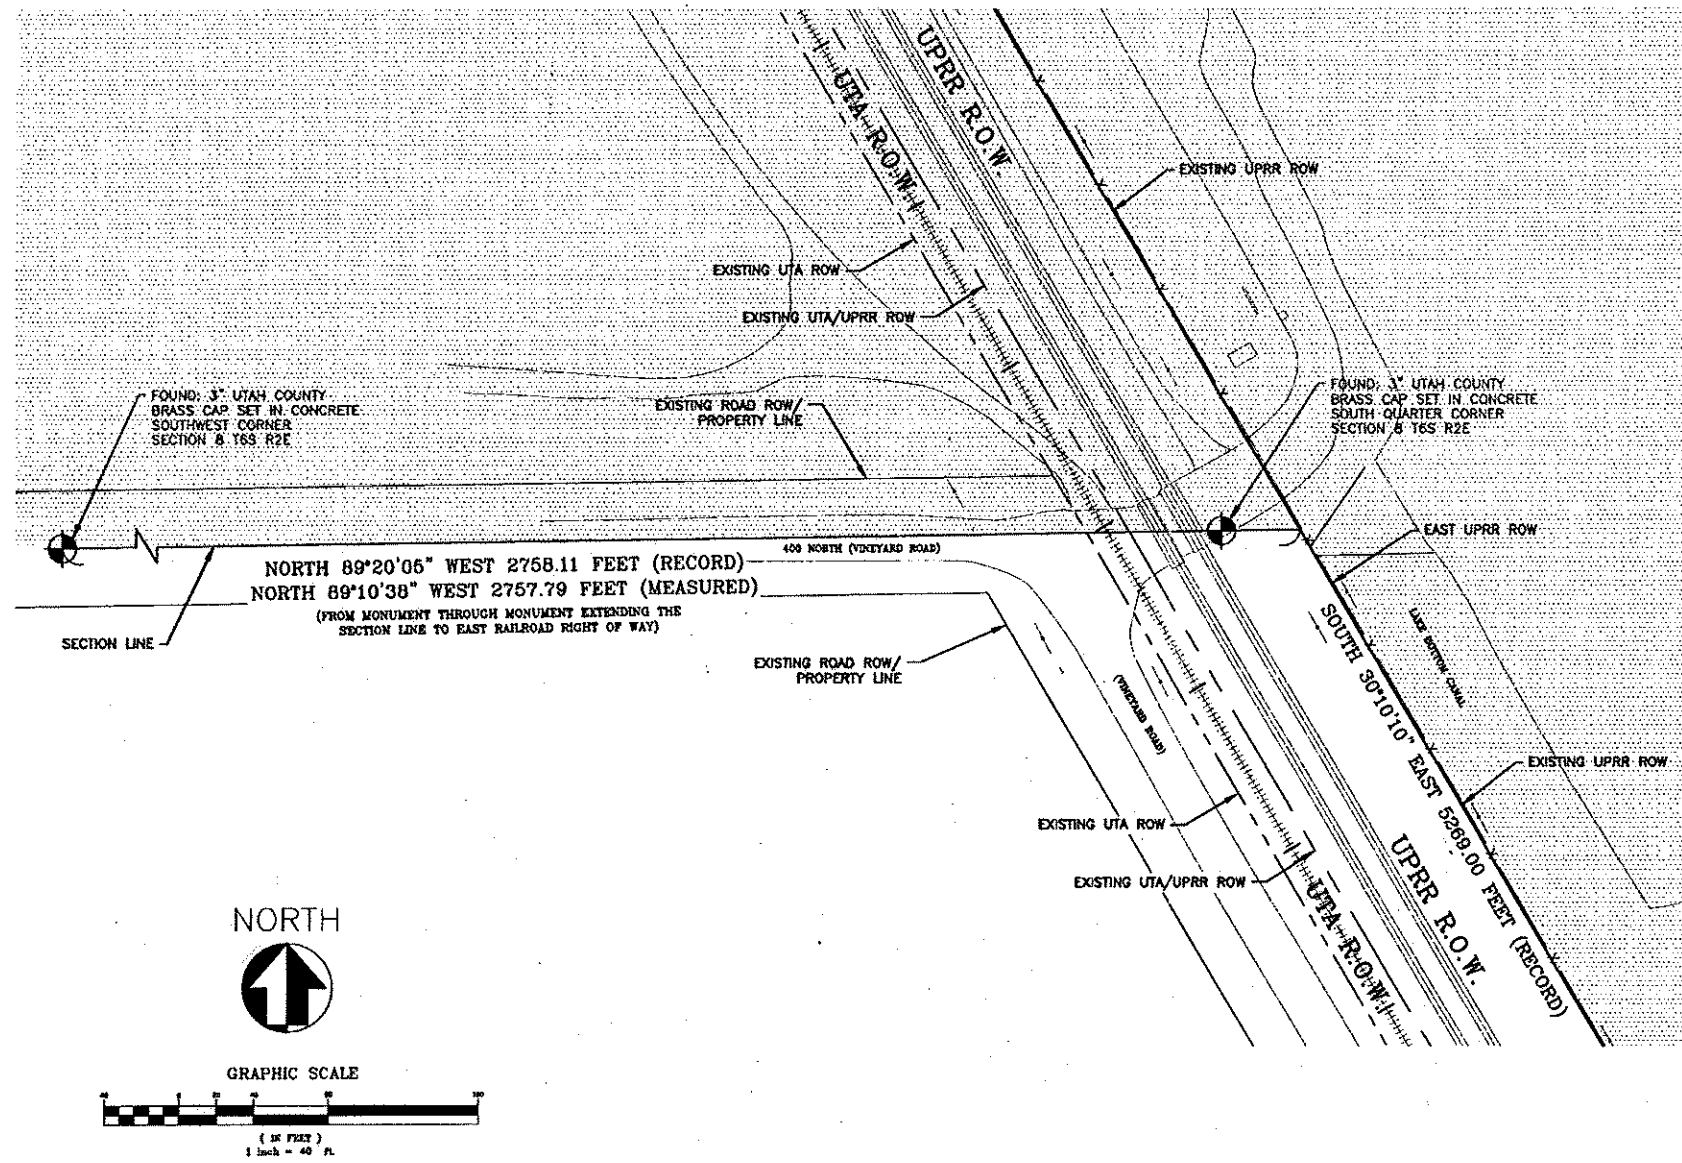 UPRR R.O.W.
UTA R.O.W.
EXISTING UPRR ROW
EXISTING UTA ROW
EXISTING UTA/UPRR ROW
FOUND: 3" UTAH COUNTY
BRASS CAP SET IN CONCRETE
SOUTHWEST CORNER
SECTION 8 T6S R2E
EXISTING ROAD ROW/
PROPERTY LINE
FOUND: 3" UTAH COUNTY
BRASS CAP SET IN CONCRETE
SOUTH QUARTER CORNER
SECTION 8 T6S R2E
EAST UPRR ROW
400 NORTH (VINEYARD ROAD)
NORTH 89°20'05" WEST 2758.11 FEET (RECORD)
NORTH 89°10'38" WEST 2757.79 FEET (MEASURED)
(FROM MONUMENT THROUGH MONUMENT EXTENDING THE
SECTION LINE TO EAST RAILROAD RIGHT OF WAY)
SECTION LINE
EXISTING ROAD ROW/
PROPERTY LINE
(VINEYARD ROAD)
LAKE BOTTOM CANAL
SOUTH 30°10'10" EAST 5269.00 FEET (RECORD)
EXISTING UPRR ROW
EXISTING UTA ROW
EXISTING UTA/UPRR ROW
UPRR R.O.W.
UTA R.O.W.
NORTH
GRAPHIC SCALE
40 0 20 40 80 160
( IN FEET )
1 inch = 40 ft.